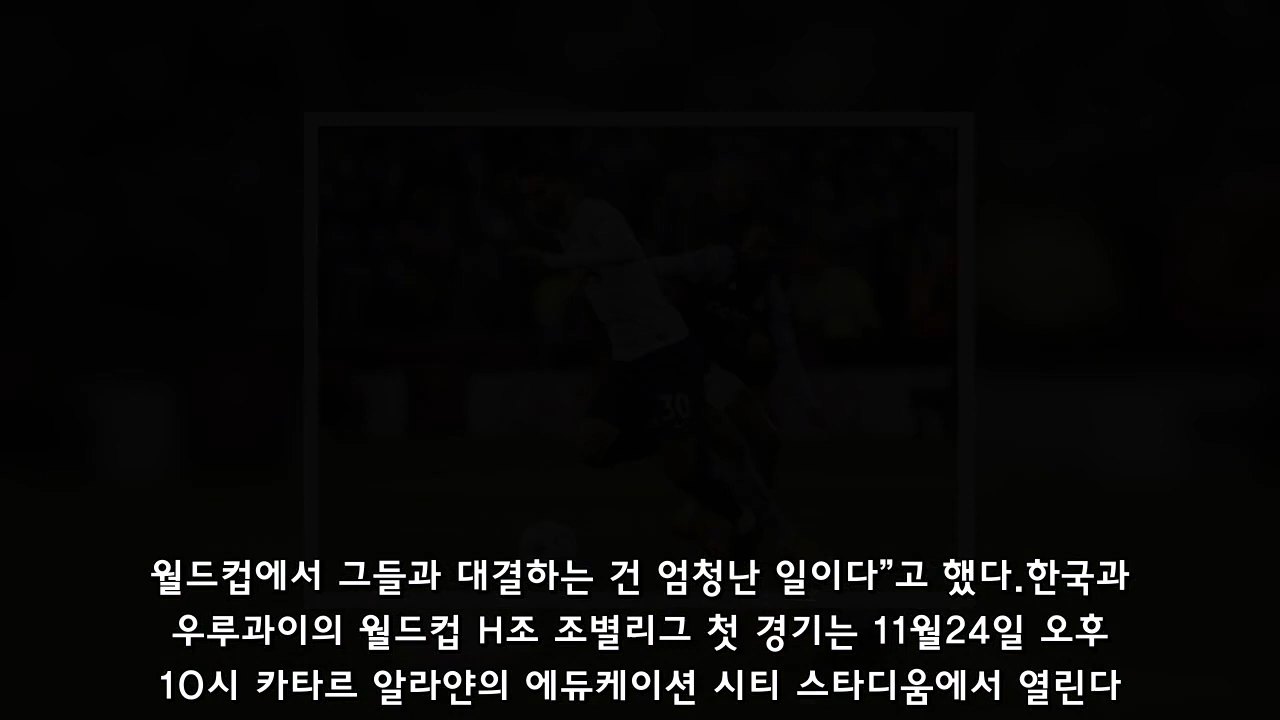 월드컵에서 그들과 대결하는 건 엄청난 일이다”고 했다.한국과
우루과이의 월드컵 H조 조별리그 첫 경기는 11월24일 오후
10시 카타르 알라얀의 에듀케이션 시티 스타디움에서 열린다
30